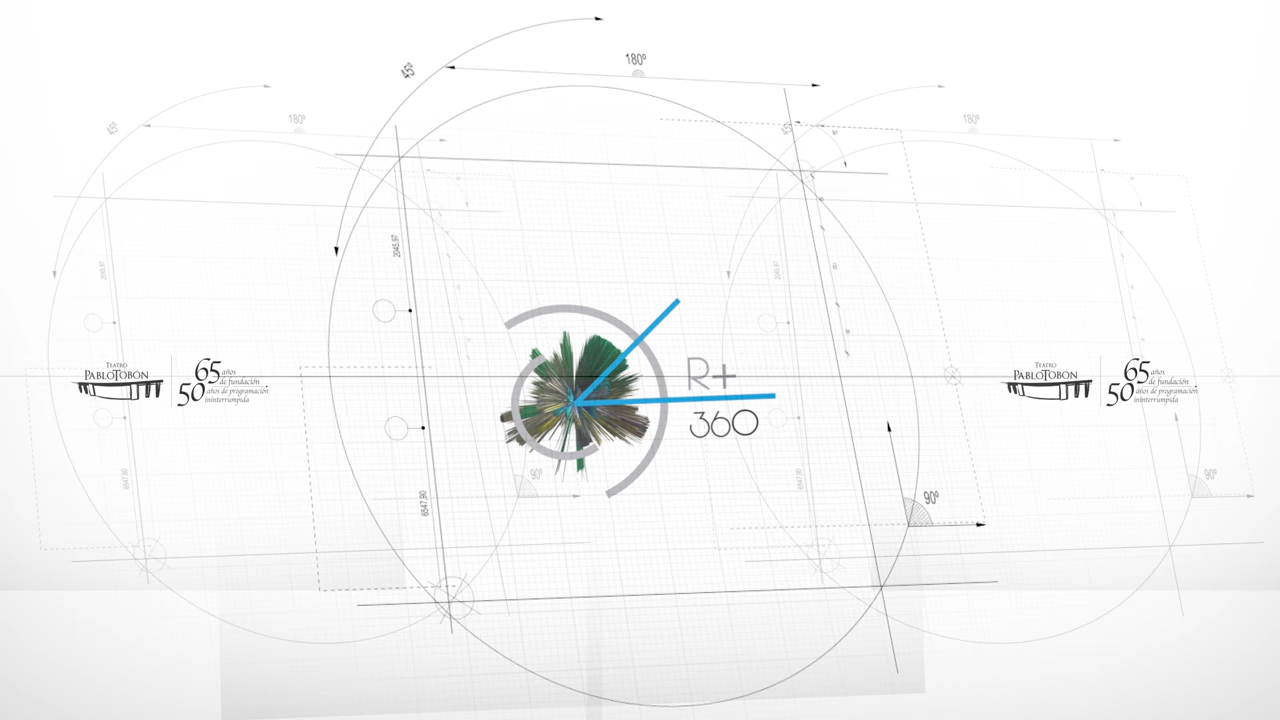 45º
180º
45º
180º
45º
180º
2045,97
TEATRO
PABLOTOBÓN
65 años
de fundación
50 años de programación
ininterrumpida
R+
360
TEATRO
PABLOTOBÓN
65 años
de fundación
50 años de programación
ininterrumpida
6547,90
90º
90º
90º